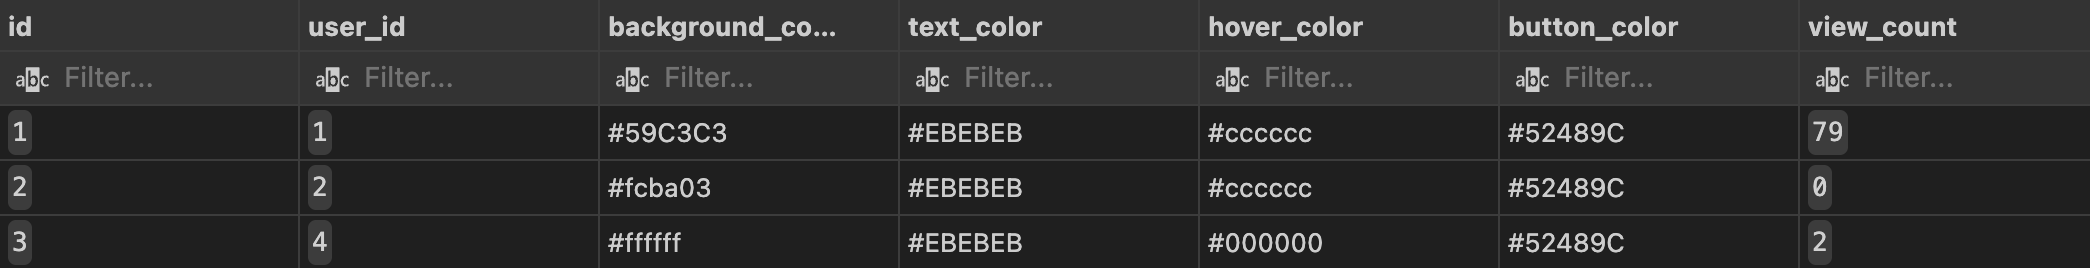 id user_id background_co... text_color hover_color button_color view_count
abc Filter... abc Filter... abc Filter... abc Filter... abc Filter... abc Filter... abc Filter...
1 1 #59C3C3 #EBEBEB #cccccc #52489C 79
2 2 #fcba03 #EBEBEB #cccccc #52489C 0
3 4 #ffffff #EBEBEB #000000 #52489C 2